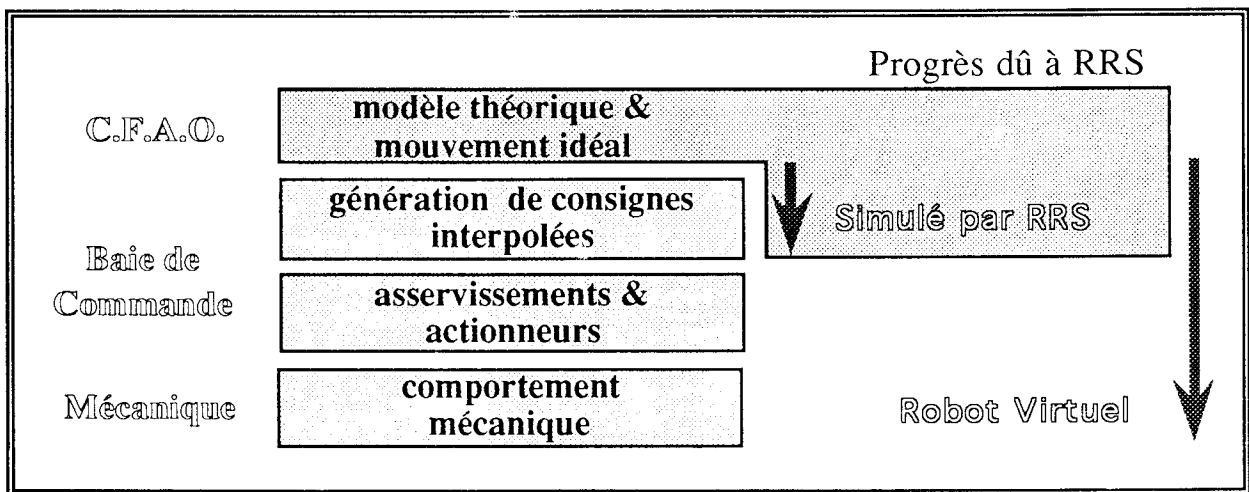 Progrès dû à RRS
C.F.A.O.
modèle théorique &
mouvement idéal
génération de consignes
interpolées
Simulé par RRS
Baie de
Commande
asservissements &
actionneurs
Mécanique
comportement
mécanique
Robot Virtuel